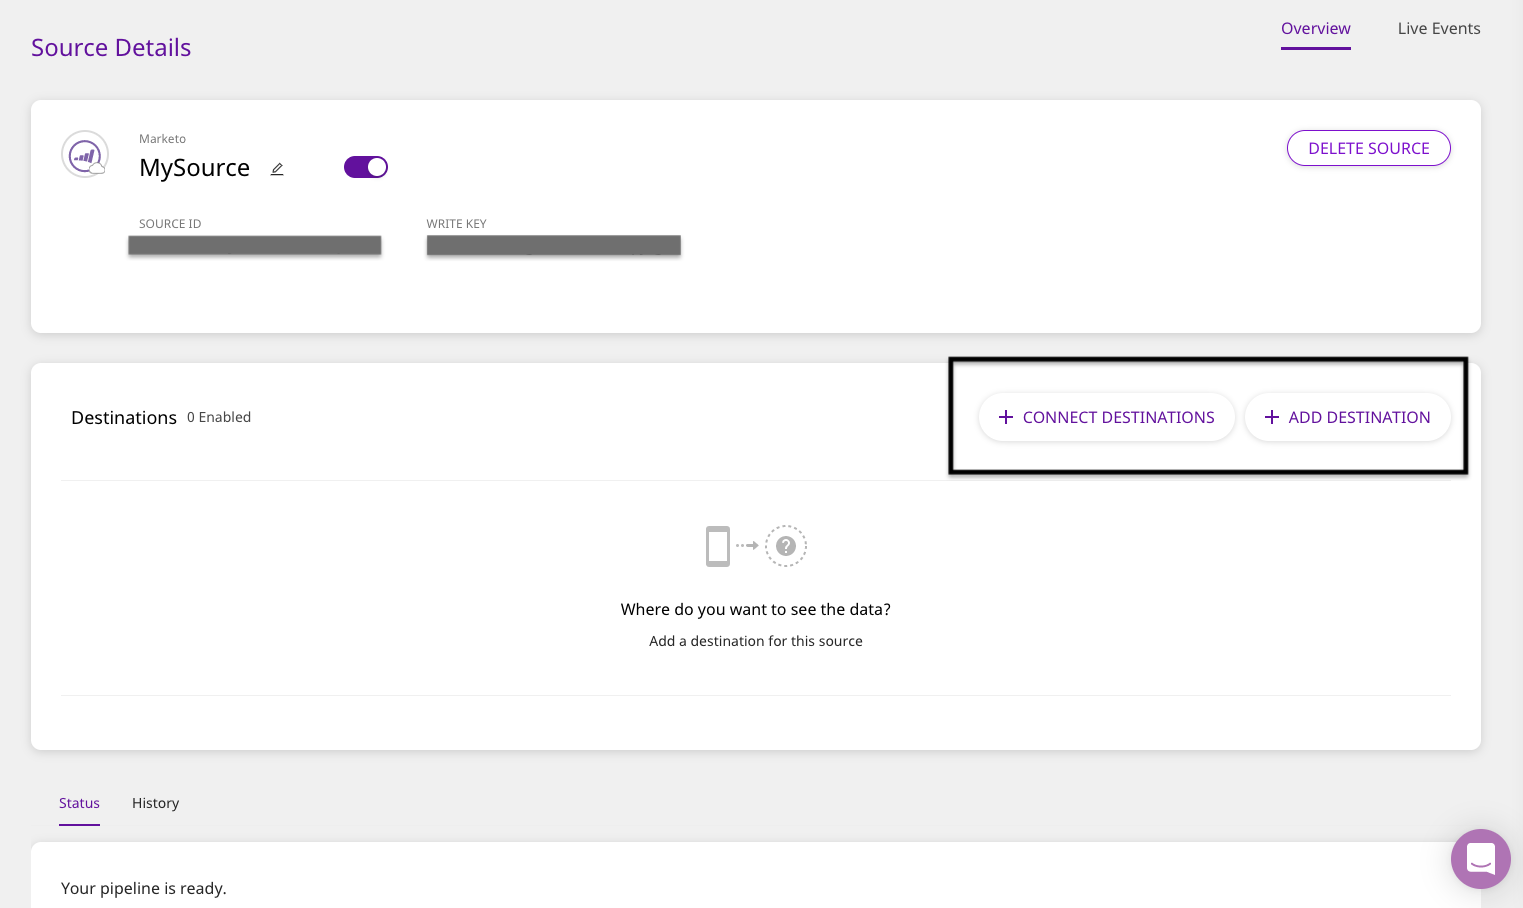 Source Details
Overview
Live Events
Marketo
MySource
DELETE SOURCE
SOURCE ID
WRITE KEY
Destinations
0 Enabled
+ CONNECT DESTINATIONS
+ ADD DESTINATION
Where do you want to see the data?
Add a destination for this source
Status
History
Your pipeline is ready.